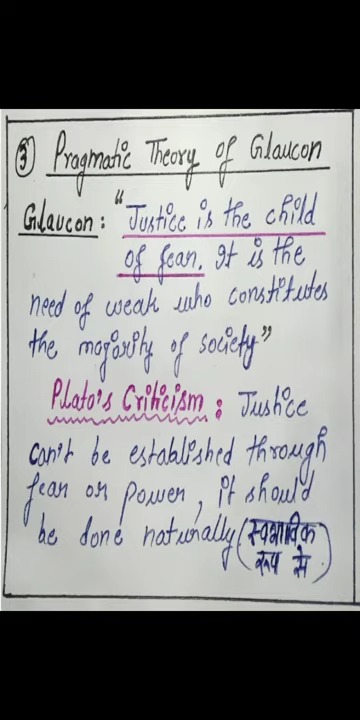 ③ Pragmatic Theory of Glaucon
Glaucon: "Justice is the child
of fear. It is the
need of weak who constitutes
the majority of society"
Plato's Criticism: Justice
can't be established through
fear or power, it should
be done naturally (स्वभाविक
रूप से)